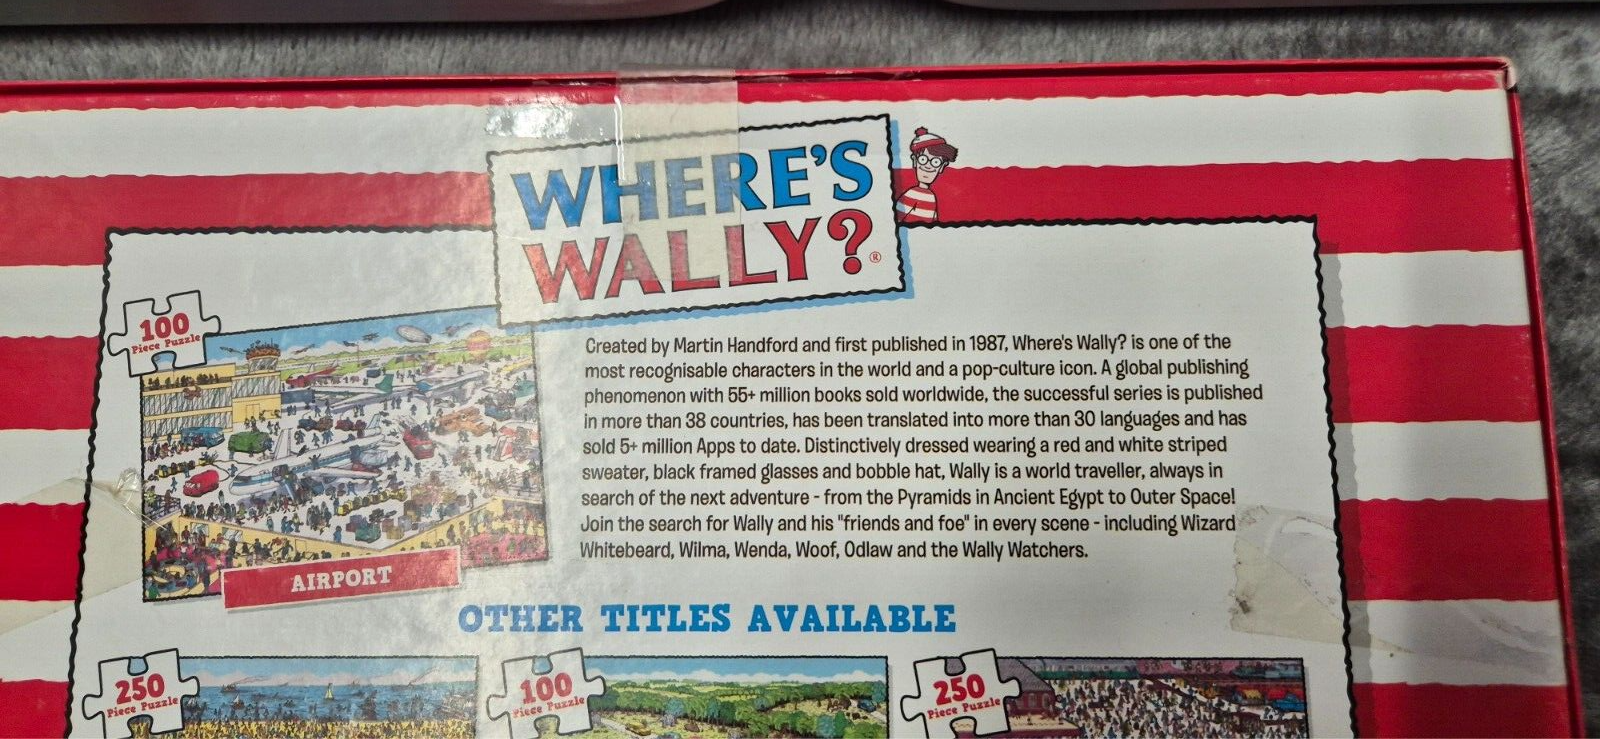 WHERE'S
WALLY?®
100
Piece Puzzle
AIRPORT
Created by Martin Handford and first published in 1987, Where's Wally? is one of the
most recognisable characters in the world and a pop-culture icon. A global publishing
phenomenon with 55+ million books sold worldwide, the successful series is published
in more than 38 countries, has been translated into more than 30 languages and has
sold 5+ million Apps to date. Distinctively dressed wearing a red and white striped
sweater, black framed glasses and bobble hat, Wally is a world traveller, always in
search of the next adventure - from the Pyramids in Ancient Egypt to Outer Space!
Join the search for Wally and his "friends and foe" in every scene - including Wizard
Whitebeard, Wilma, Wenda, Woof, Odlaw and the Wally Watchers.
OTHER TITLES AVAILABLE
250
Piece Puzzle
100
Piece Puzzle
250
Piece Puzzle